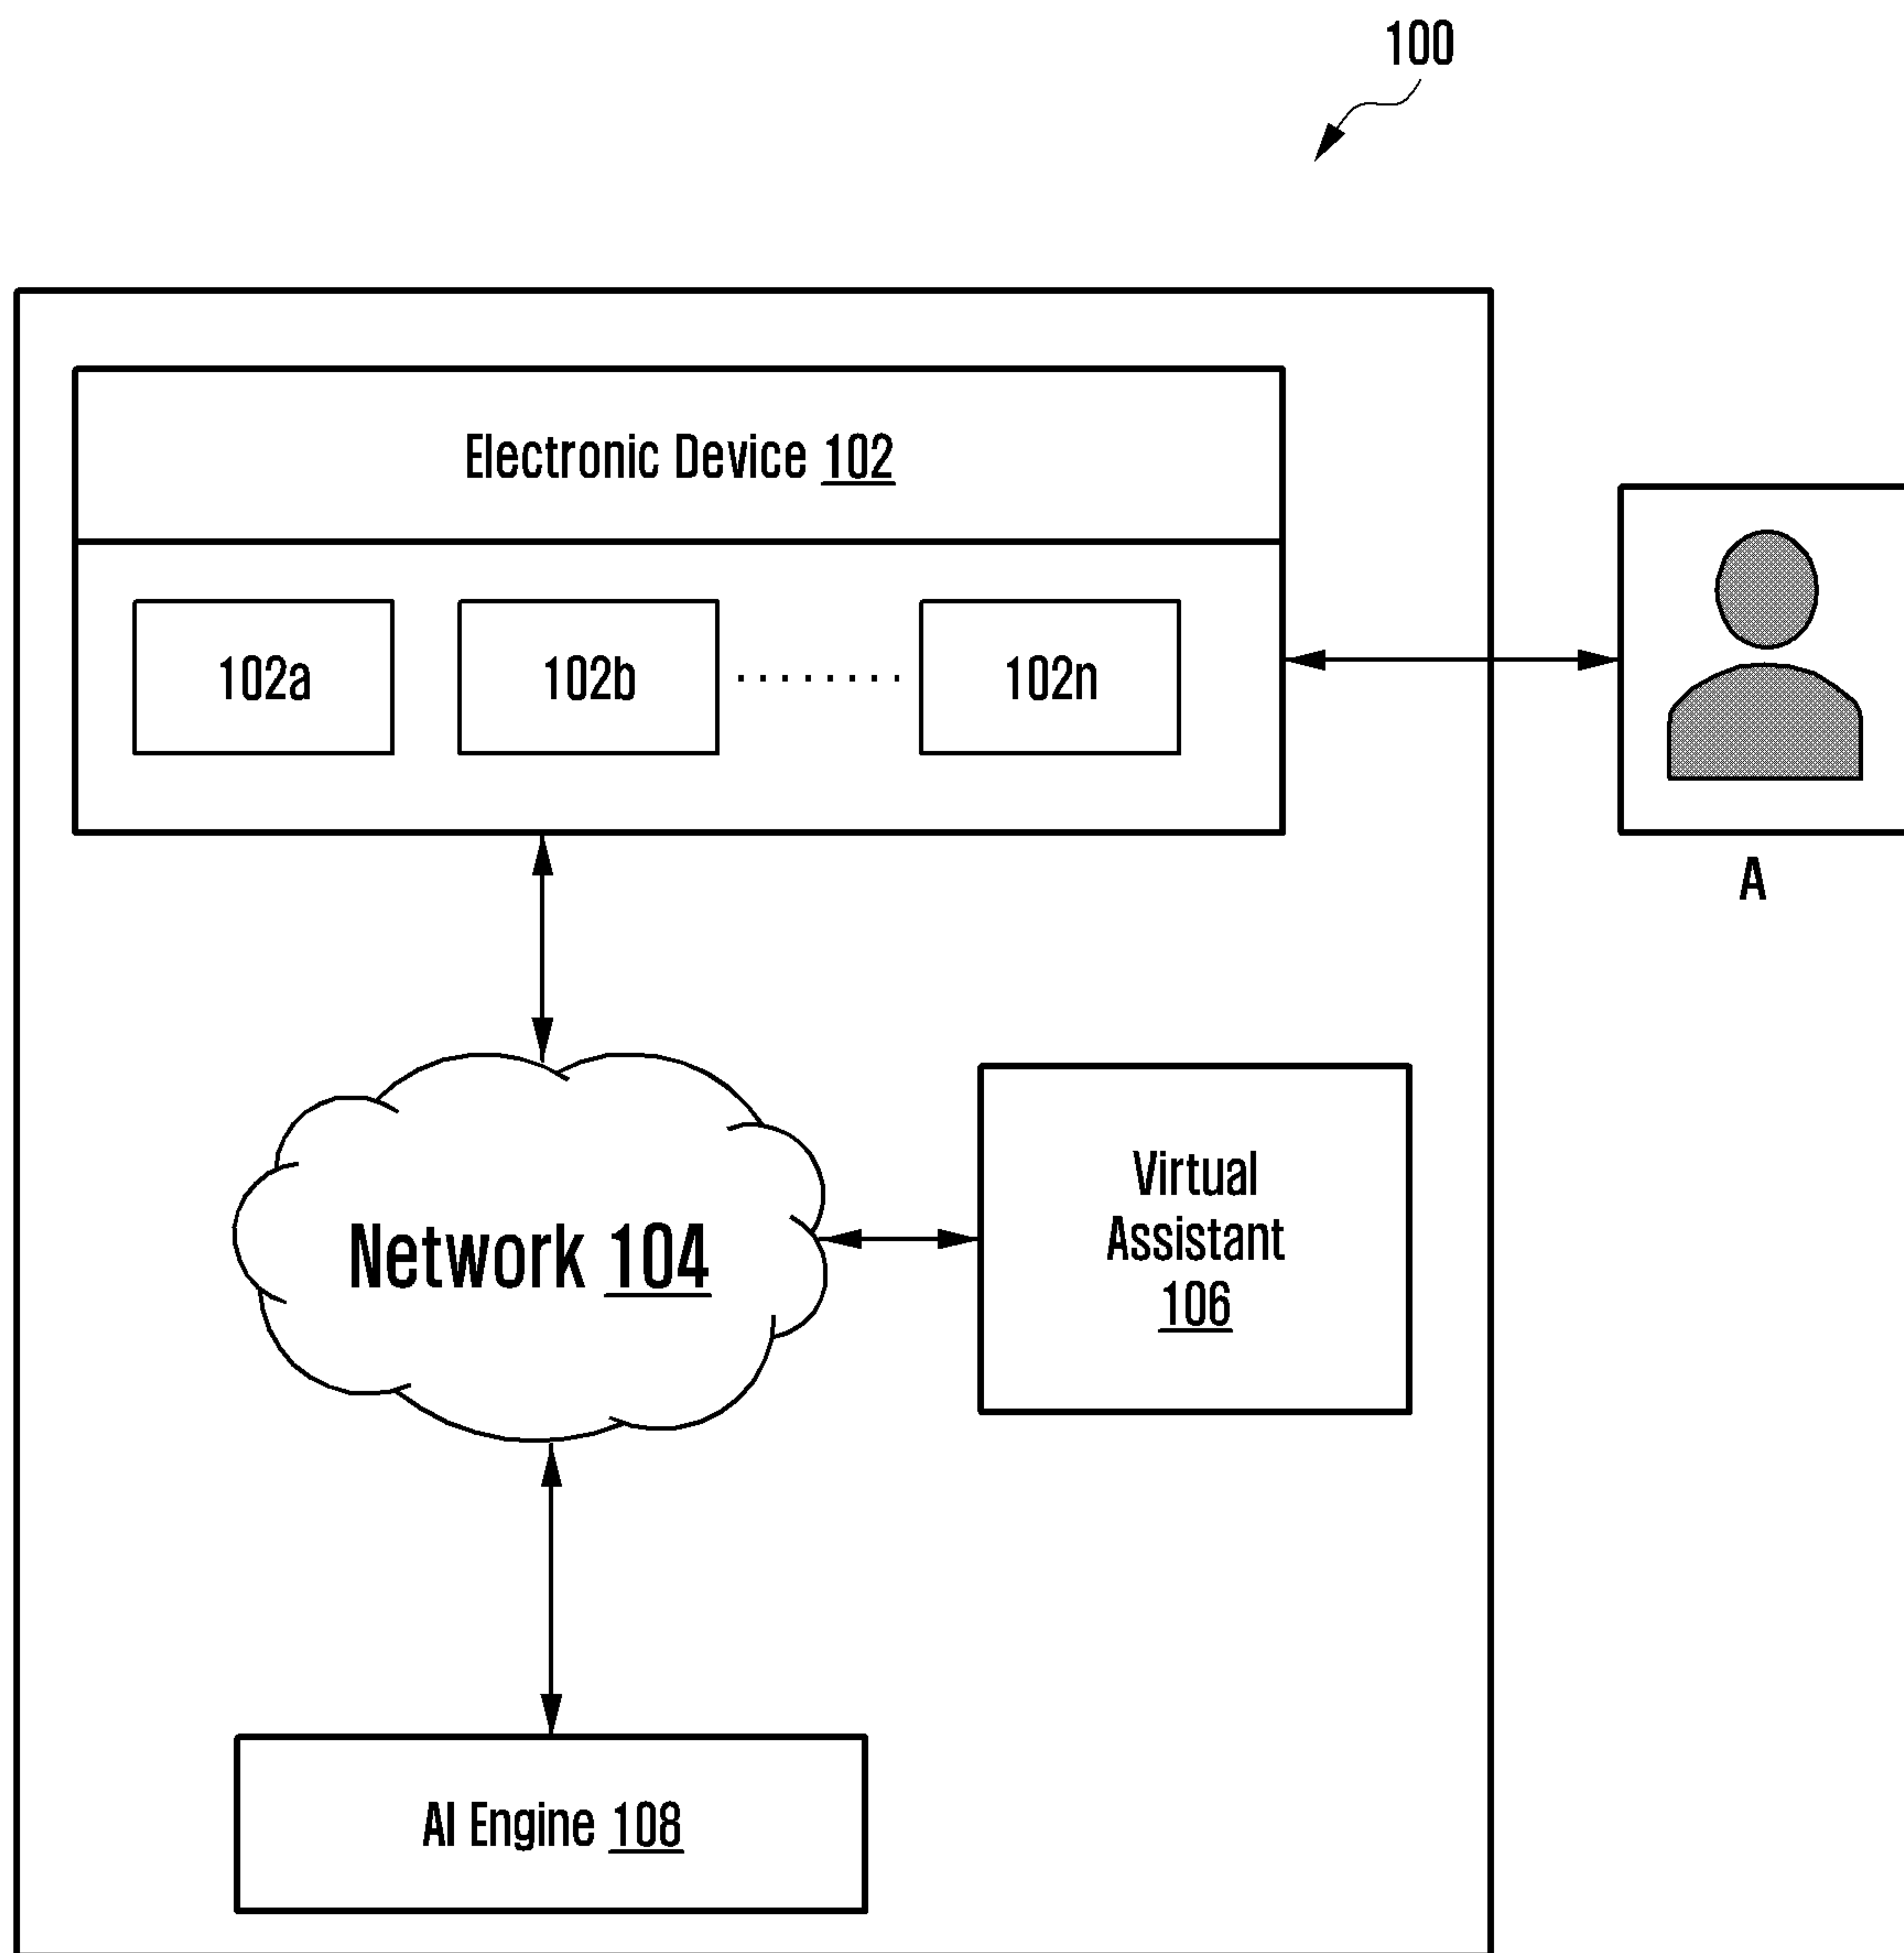 100
Electronic Device 102
102a
102b
........
102n
A
Network 104
Virtual
Assistant
106
AI Engine 108